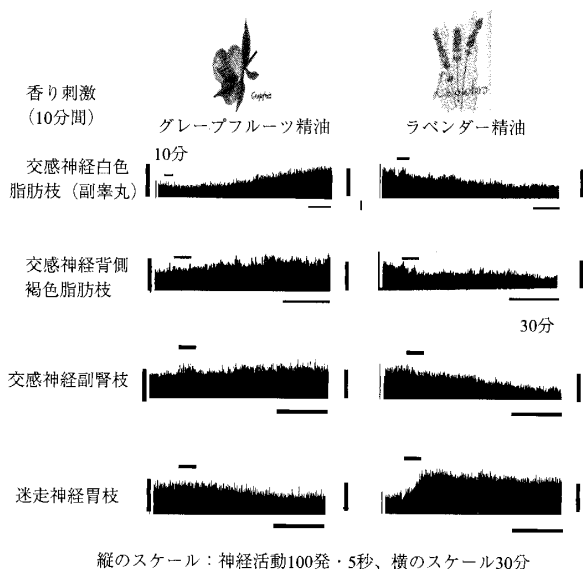 香り刺激
(10分間)
グレープフルーツ精油
ラベンダー精油
10分
交感神経白色
脂肪枝(副睾丸)
交感神経背側
褐色脂肪枝
30分
交感神経副腎枝
迷走神経胃枝
縦のスケール:神経活動100発・5秒、横のスケール30分